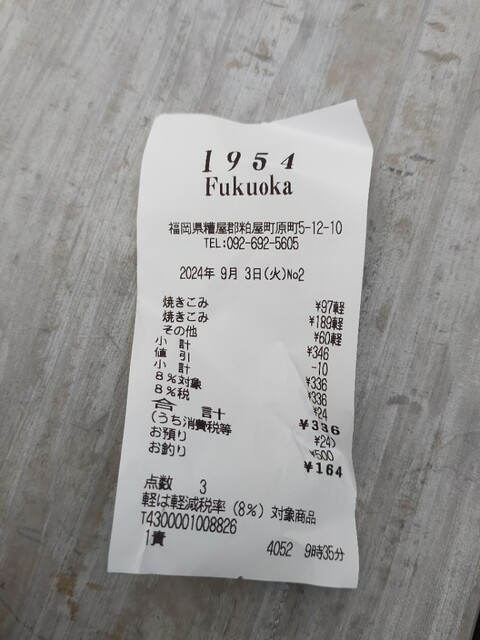 1954
Fukuoka
福岡県糟屋郡粕屋町原町5-12-10
TEL:092-692-5605
2024年 9月 3日(火)No2
焼きこみ ¥97軽
焼きこみ ¥189軽
その他 ¥60軽
小 計 ¥346
値 引 -10
小 計 ¥336
8%対象 ¥336
8%税 ¥24
合 計 ¥336
(うち消費税等 ¥24)
お預り ¥500
お釣り ¥164
点数 3
軽は軽減税率(8%)対象商品
T4300001008826
1責 4052 9時35分